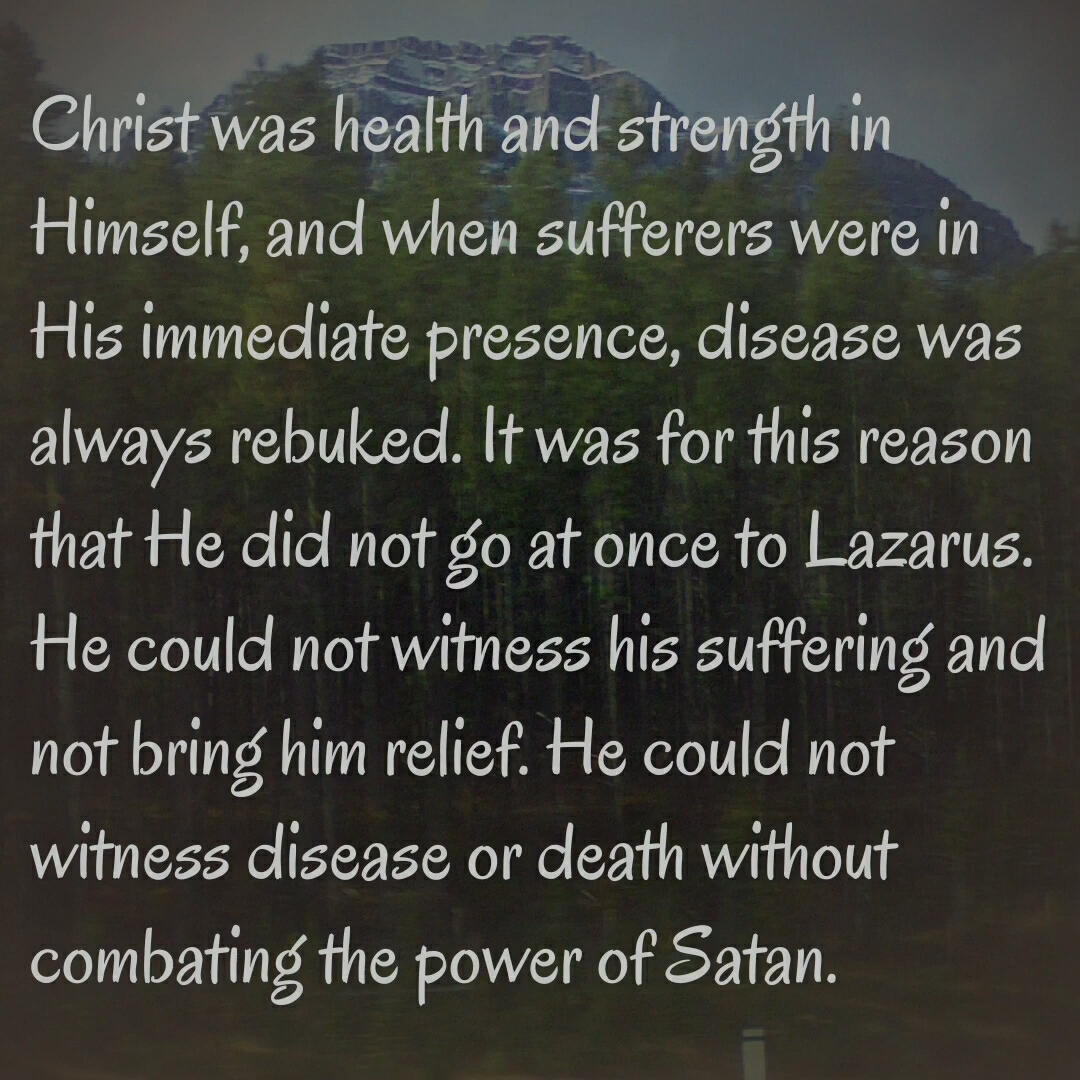 Christ was health and strength in
Himself, and when sufferers were in
His immediate presence, disease was
always rebuked. It was for this reason
that He did not go at once to Lazarus.
He could not witness his suffering and
not bring him relief. He could not
witness disease or death without
combating the power of Satan.